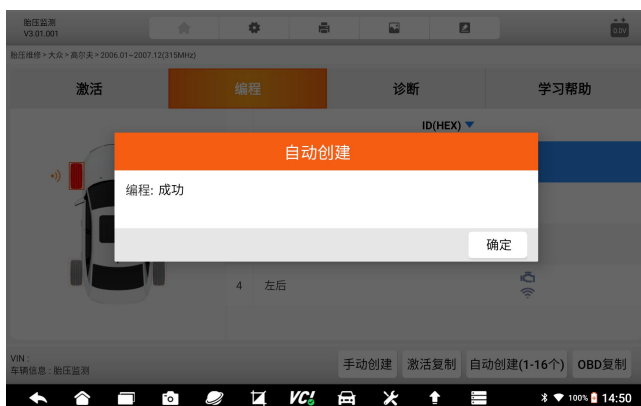 胎压监测
V3.01.001
0.0V
胎压维修 > 大众 > 高尔夫 > 2006.01~2007.12(315MHz)
激活 编程 诊断 学习帮助
ID(HEX)
自动创建
编程: 成功
确定
4 左后
VIN :
车辆信息 : 胎压监测
手动创建 激活复制 自动创建(1-16个) OBD复制
VCI 100% 14:50